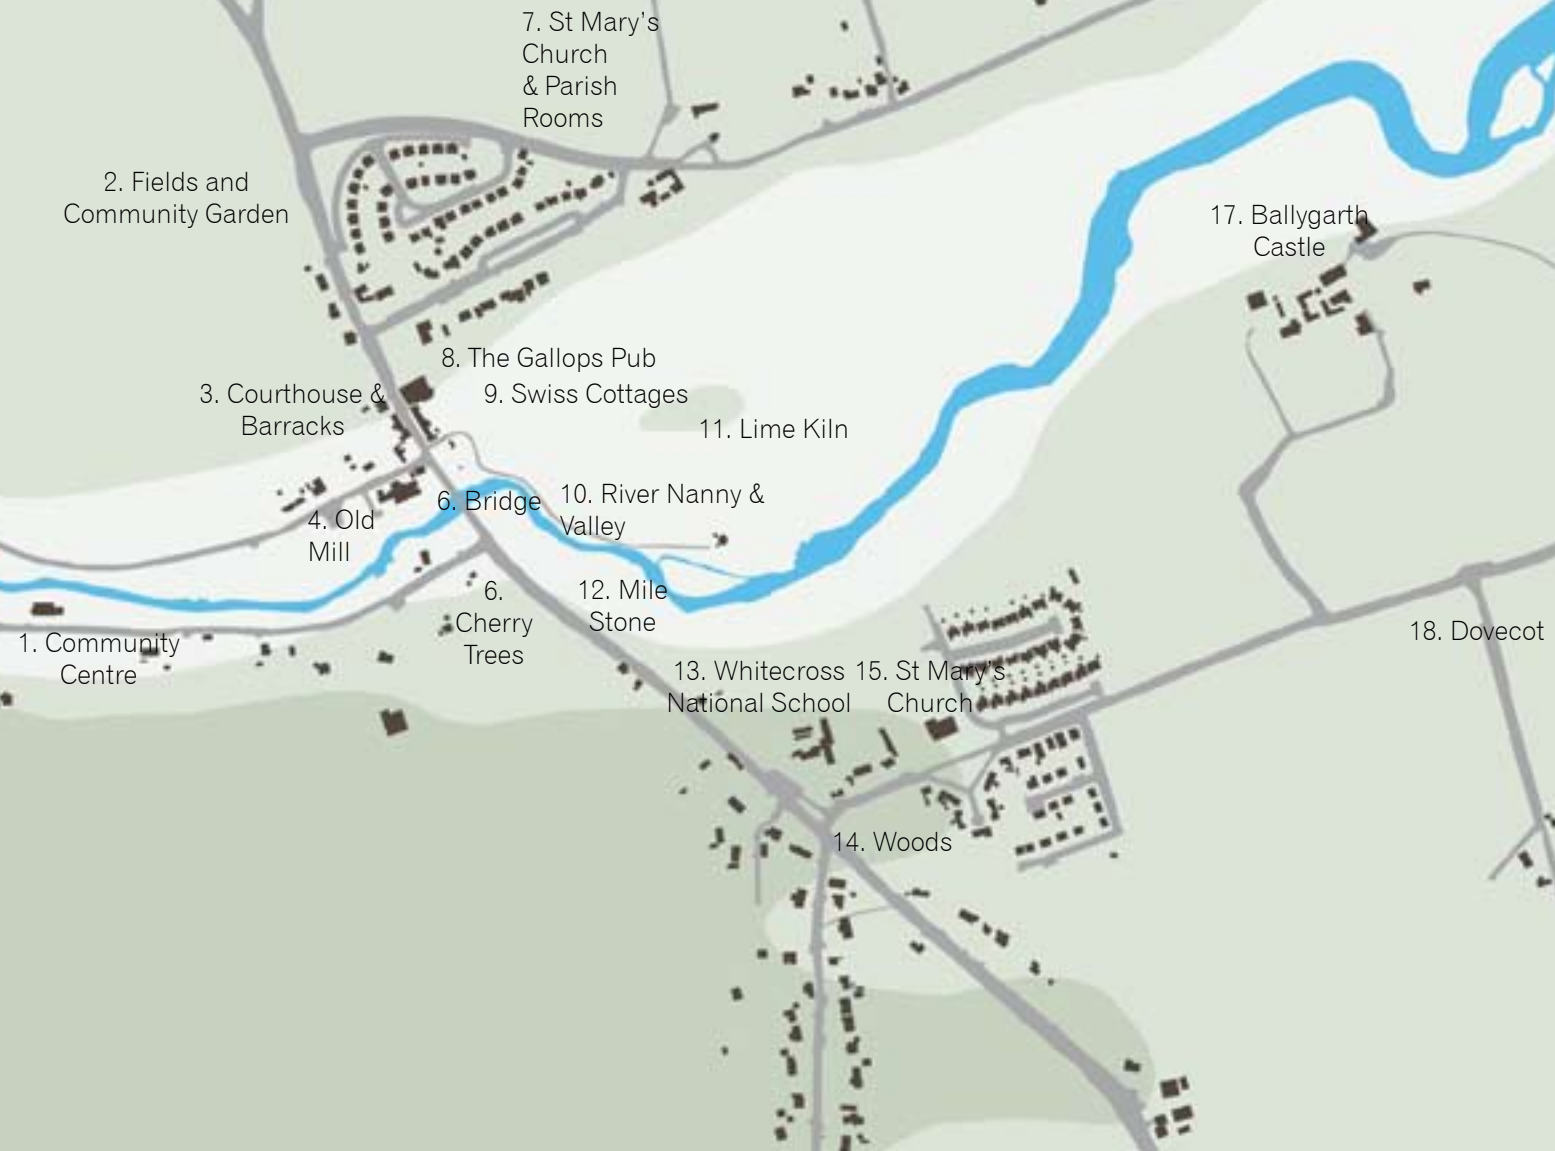 7. St Mary's
Church
& Parish
Rooms
2. Fields and
Community Garden
17. Ballygarth
Castle
8. The Gallops Pub
3. Courthouse &
Barracks
9. Swiss Cottages
11. Lime Kiln
6. Bridge
10. River Nanny &
Valley
4. Old
Mill
6.
Cherry
Trees
12. Mile
Stone
1. Community
Centre
18. Dovecot
13. Whitecross
National School
15. St Mary's
Church
14. Woods